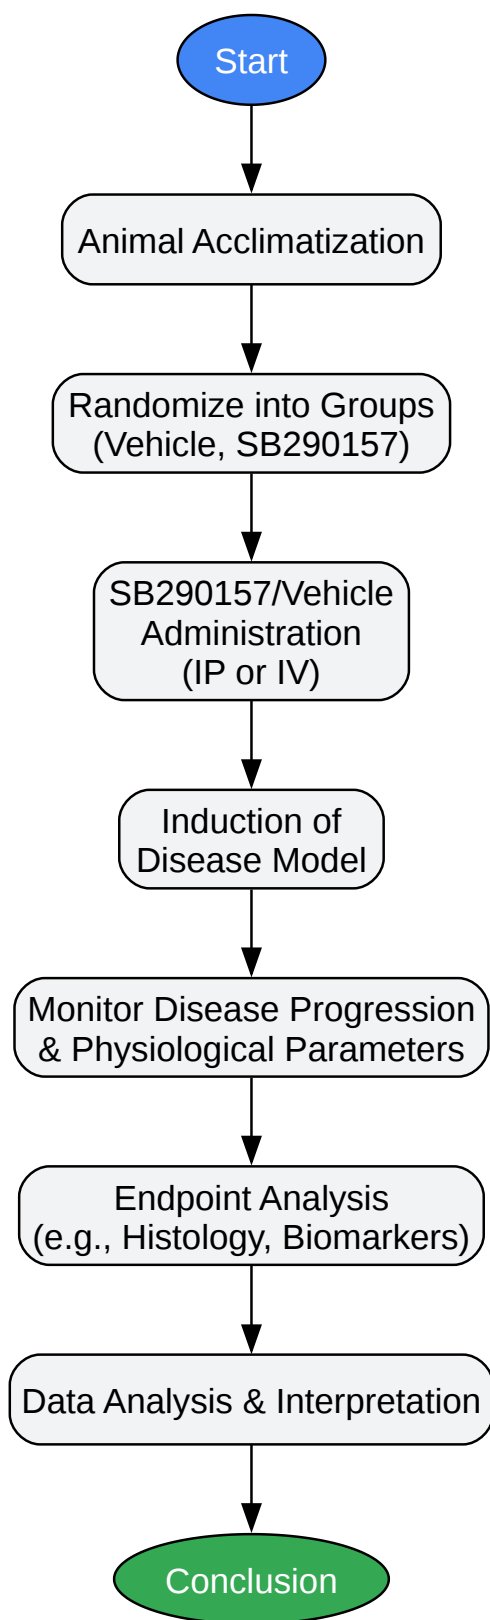 Start
Animal Acclimatization
Randomize into Groups
(Vehicle, SB290157)
SB290157/Vehicle
Administration
(IP or IV)
Induction of
Disease Model
Monitor Disease Progression
& Physiological Parameters
Endpoint Analysis
(e.g., Histology, Biomarkers)
Data Analysis & Interpretation
Conclusion